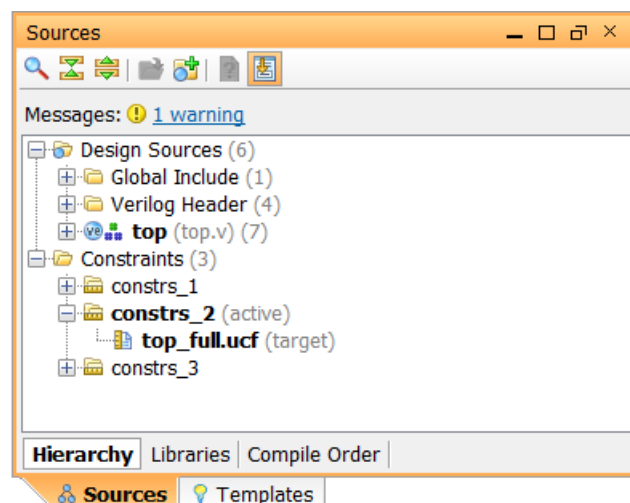 Sources
Messages: 1 warning
Design Sources (6)
Global Include (1)
Verilog Header (4)
top (top.v) (7)
Constraints (3)
constrs_1
constrs_2 (active)
top_full.ucf (target)
constrs_3
Hierarchy Libraries Compile Order
Sources Templates